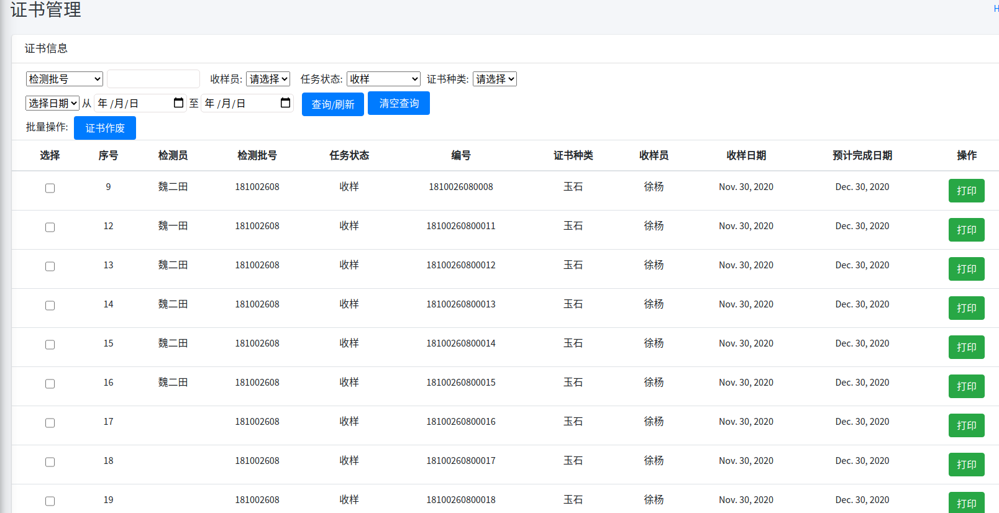 证书管理
H
证书信息
检测批号 收样员: 请选择 任务状态: 收样 证书种类: 请选择
选择日期 从 年 /月/日 至 年 /月/日 查询/刷新 清空查询
批量操作: 证书作废
选择 序号 检测员 检测批号 任务状态 编号 证书种类 收样员 收样日期 预计完成日期 操作
9 魏二田 181002608 收样 1810026080008 玉石 徐杨 Nov. 30, 2020 Dec. 30, 2020 打印
12 魏一田 181002608 收样 18100260800011 玉石 徐杨 Nov. 30, 2020 Dec. 30, 2020 打印
13 魏二田 181002608 收样 18100260800012 玉石 徐杨 Nov. 30, 2020 Dec. 30, 2020 打印
14 魏二田 181002608 收样 18100260800013 玉石 徐杨 Nov. 30, 2020 Dec. 30, 2020 打印
15 魏二田 181002608 收样 18100260800014 玉石 徐杨 Nov. 30, 2020 Dec. 30, 2020 打印
16 魏二田 181002608 收样 18100260800015 玉石 徐杨 Nov. 30, 2020 Dec. 30, 2020 打印
17 181002608 收样 18100260800016 玉石 徐杨 Nov. 30, 2020 Dec. 30, 2020 打印
18 181002608 收样 18100260800017 玉石 徐杨 Nov. 30, 2020 Dec. 30, 2020 打印
19 181002608 收样 18100260800018 玉石 徐杨 Nov. 30, 2020 Dec. 30, 2020 打印